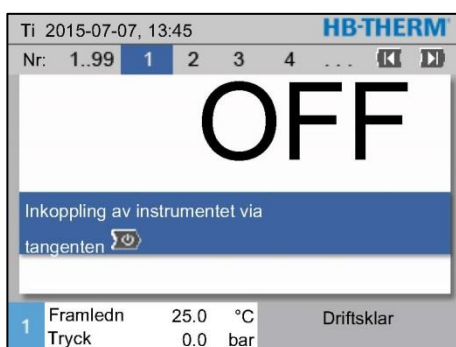 Ti 2015-07-07, 13:45 HB-THERM®
Nr: 1..99 1 2 3 4 ...
OFF
Inkoppling av instrumentet via
tangenten
1 Framledn 25.0 °C Driftsklar
Tryck 0.0 bar